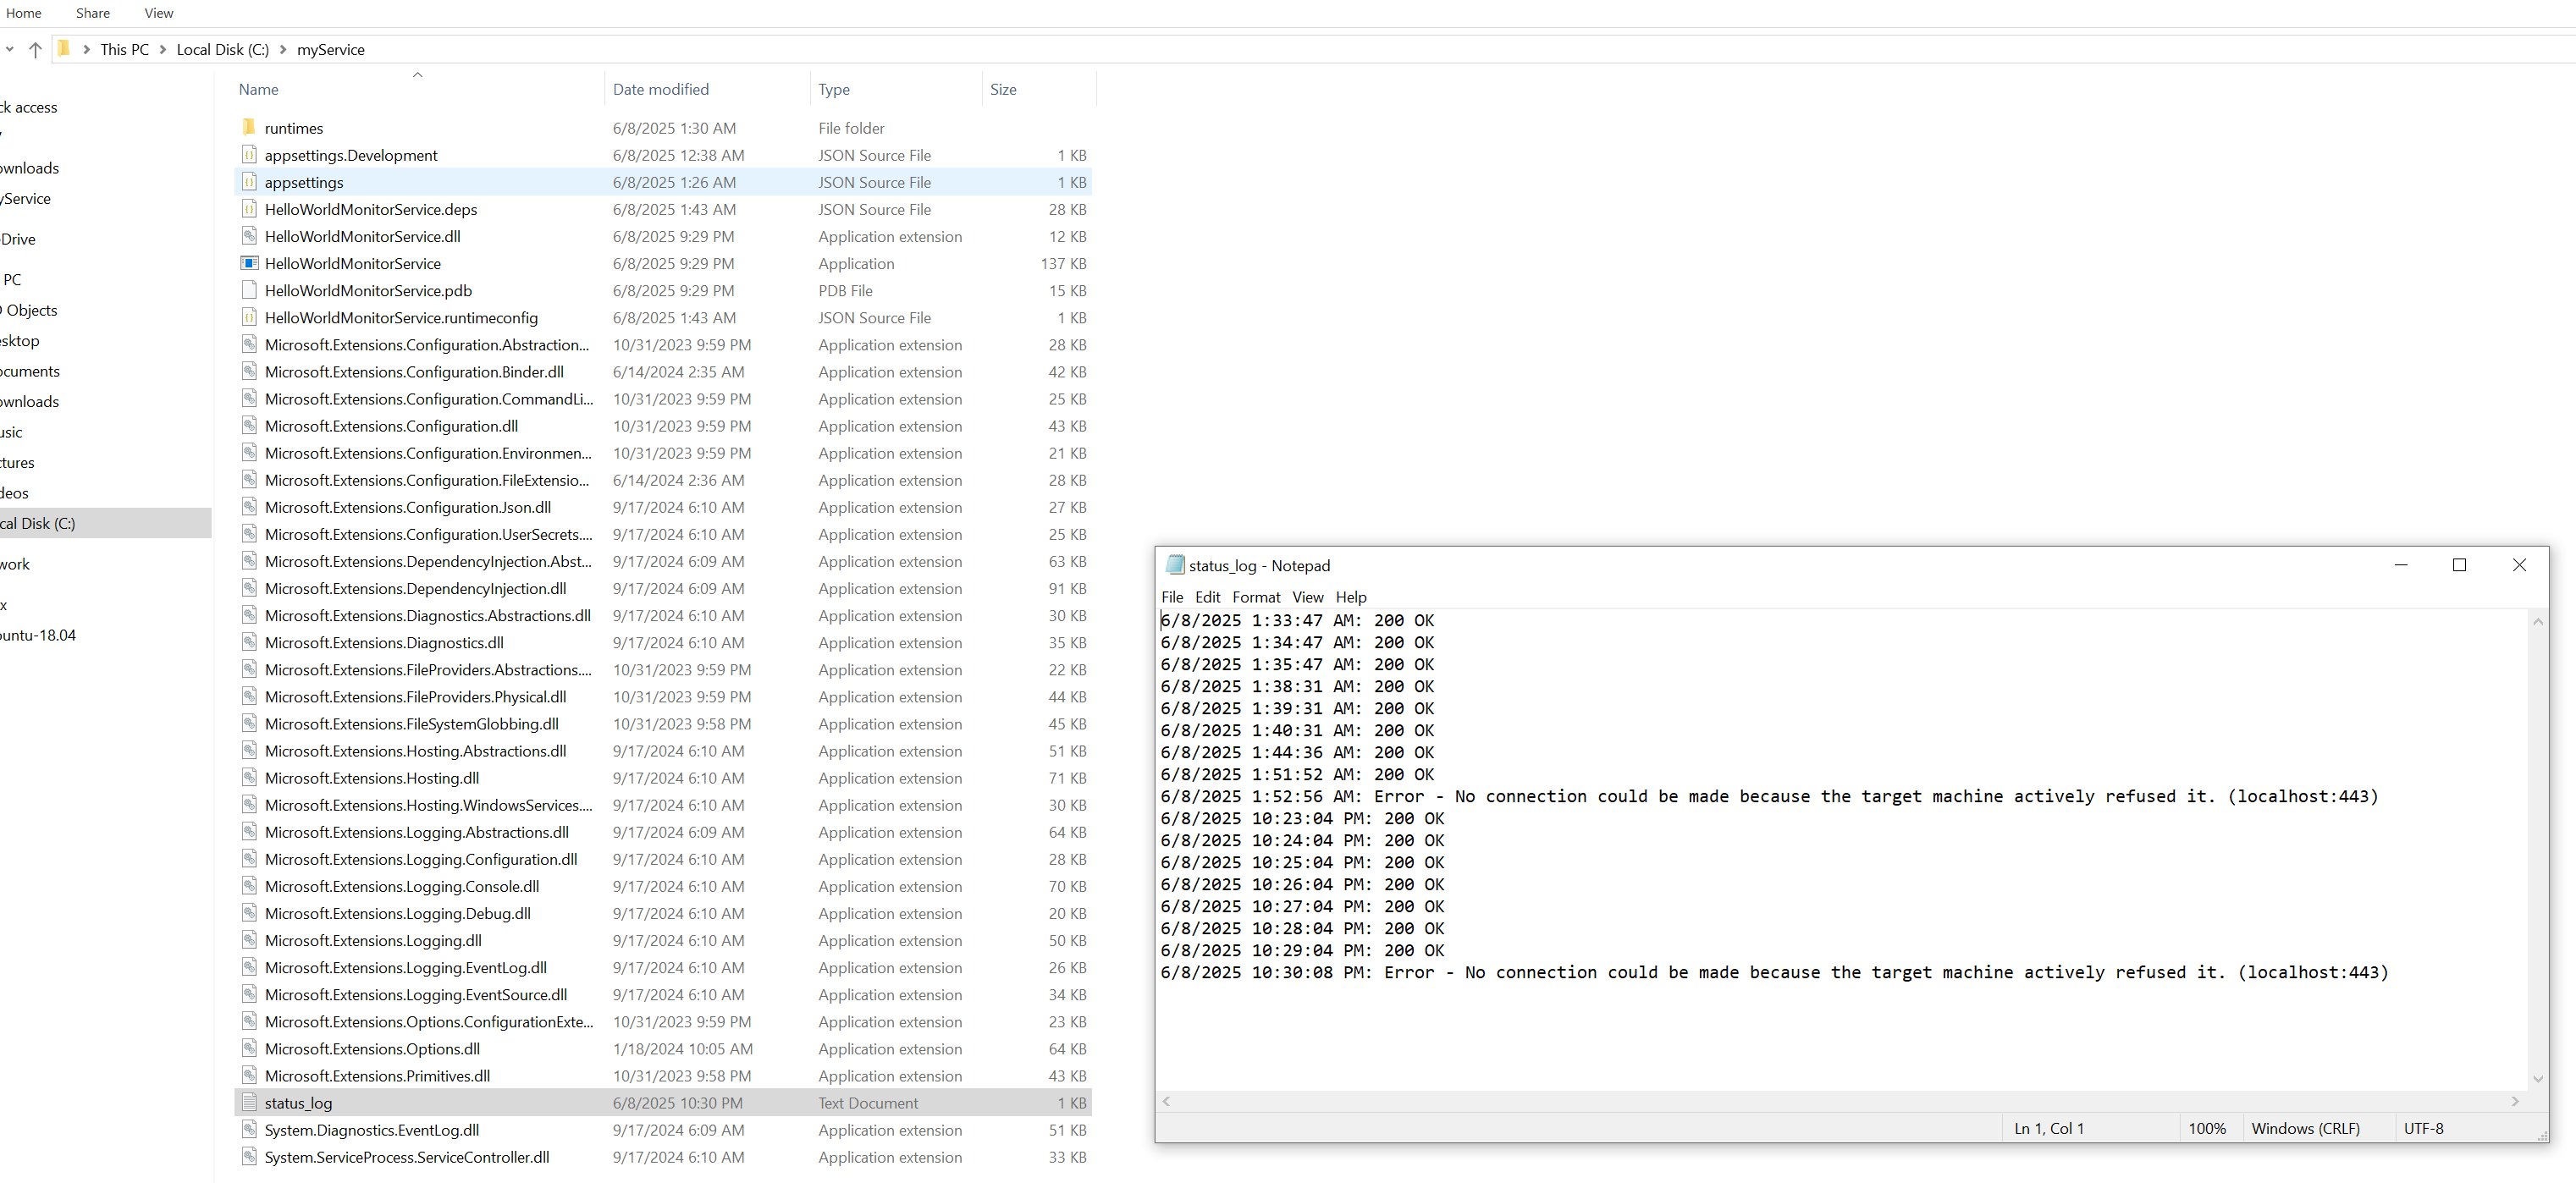 Home Share View
This PC Local Disk (C:) myService
Name Date modified Type Size
ck access
ownloads
yService
Drive
PC
Objects
esktop
ocuments
ownloads
usic
ctures
deos
cal Disk (C:)
work
x
untu-18.04
runtimes 6/8/2025 1:30 AM File folder
appsettings.Development 6/8/2025 12:38 AM JSON Source File 1 KB
appsettings 6/8/2025 1:26 AM JSON Source File 1 KB
HelloWorldMonitorService.deps 6/8/2025 1:43 AM JSON Source File 28 KB
HelloWorldMonitorService.dll 6/8/2025 9:29 PM Application extension 12 KB
HelloWorldMonitorService 6/8/2025 9:29 PM Application 137 KB
HelloWorldMonitorService.pdb 6/8/2025 9:29 PM PDB File 15 KB
HelloWorldMonitorService.runtimeconfig 6/8/2025 1:43 AM JSON Source File 1 KB
Microsoft.Extensions.Configuration.Abstraction... 10/31/2023 9:59 PM Application extension 28 KB
Microsoft.Extensions.Configuration.Binder.dll 6/14/2024 2:35 AM Application extension 42 KB
Microsoft.Extensions.Configuration.CommandLi... 10/31/2023 9:59 PM Application extension 25 KB
Microsoft.Extensions.Configuration.dll 10/31/2023 9:59 PM Application extension 43 KB
Microsoft.Extensions.Configuration.Environmen... 10/31/2023 9:59 PM Application extension 21 KB
Microsoft.Extensions.Configuration.FileExtensio... 6/14/2024 2:36 AM Application extension 28 KB
Microsoft.Extensions.Configuration.Json.dll 9/17/2024 6:10 AM Application extension 27 KB
Microsoft.Extensions.Configuration.UserSecrets.... 9/17/2024 6:10 AM Application extension 25 KB
Microsoft.Extensions.DependencyInjection.Abst... 9/17/2024 6:09 AM Application extension 63 KB
Microsoft.Extensions.DependencyInjection.dll 9/17/2024 6:09 AM Application extension 91 KB
Microsoft.Extensions.Diagnostics.Abstractions.dll 9/17/2024 6:10 AM Application extension 30 KB
Microsoft.Extensions.Diagnostics.dll 9/17/2024 6:10 AM Application extension 35 KB
Microsoft.Extensions.FileProviders.Abstractions.... 10/31/2023 9:59 PM Application extension 22 KB
Microsoft.Extensions.FileProviders.Physical.dll 10/31/2023 9:59 PM Application extension 44 KB
Microsoft.Extensions.FileSystemGlobbing.dll 10/31/2023 9:58 PM Application extension 45 KB
Microsoft.Extensions.Hosting.Abstractions.dll 9/17/2024 6:10 AM Application extension 51 KB
Microsoft.Extensions.Hosting.dll 9/17/2024 6:10 AM Application extension 71 KB
Microsoft.Extensions.Hosting.WindowsServices.... 9/17/2024 6:10 AM Application extension 30 KB
Microsoft.Extensions.Logging.Abstractions.dll 9/17/2024 6:09 AM Application extension 64 KB
Microsoft.Extensions.Logging.Configuration.dll 9/17/2024 6:10 AM Application extension 28 KB
Microsoft.Extensions.Logging.Console.dll 9/17/2024 6:10 AM Application extension 70 KB
Microsoft.Extensions.Logging.Debug.dll 9/17/2024 6:10 AM Application extension 20 KB
Microsoft.Extensions.Logging.dll 9/17/2024 6:10 AM Application extension 50 KB
Microsoft.Extensions.Logging.EventLog.dll 9/17/2024 6:10 AM Application extension 26 KB
Microsoft.Extensions.Logging.EventSource.dll 9/17/2024 6:10 AM Application extension 34 KB
Microsoft.Extensions.Options.ConfigurationExte... 10/31/2023 9:59 PM Application extension 23 KB
Microsoft.Extensions.Options.dll 1/18/2024 10:05 AM Application extension 64 KB
Microsoft.Extensions.Primitives.dll 10/31/2023 9:58 PM Application extension 43 KB
status_log 6/8/2025 10:30 PM Text Document 1 KB
System.Diagnostics.EventLog.dll 9/17/2024 6:09 AM Application extension 51 KB
System.ServiceProcess.ServiceController.dll 9/17/2024 6:10 AM Application extension 33 KB
status_log - Notepad
File Edit Format View Help
6/8/2025 1:33:47 AM: 200 OK
6/8/2025 1:34:47 AM: 200 OK
6/8/2025 1:35:47 AM: 200 OK
6/8/2025 1:38:31 AM: 200 OK
6/8/2025 1:39:31 AM: 200 OK
6/8/2025 1:40:31 AM: 200 OK
6/8/2025 1:44:36 AM: 200 OK
6/8/2025 1:51:52 AM: 200 OK
6/8/2025 1:52:56 AM: Error - No connection could be made because the target machine actively refused it. (localhost:443)
6/8/2025 10:23:04 PM: 200 OK
6/8/2025 10:24:04 PM: 200 OK
6/8/2025 10:25:04 PM: 200 OK
6/8/2025 10:26:04 PM: 200 OK
6/8/2025 10:27:04 PM: 200 OK
6/8/2025 10:28:04 PM: 200 OK
6/8/2025 10:29:04 PM: 200 OK
6/8/2025 10:30:08 PM: Error - No connection could be made because the target machine actively refused it. (localhost:443)
Ln 1, Col 1 100% Windows (CRLF) UTF-8